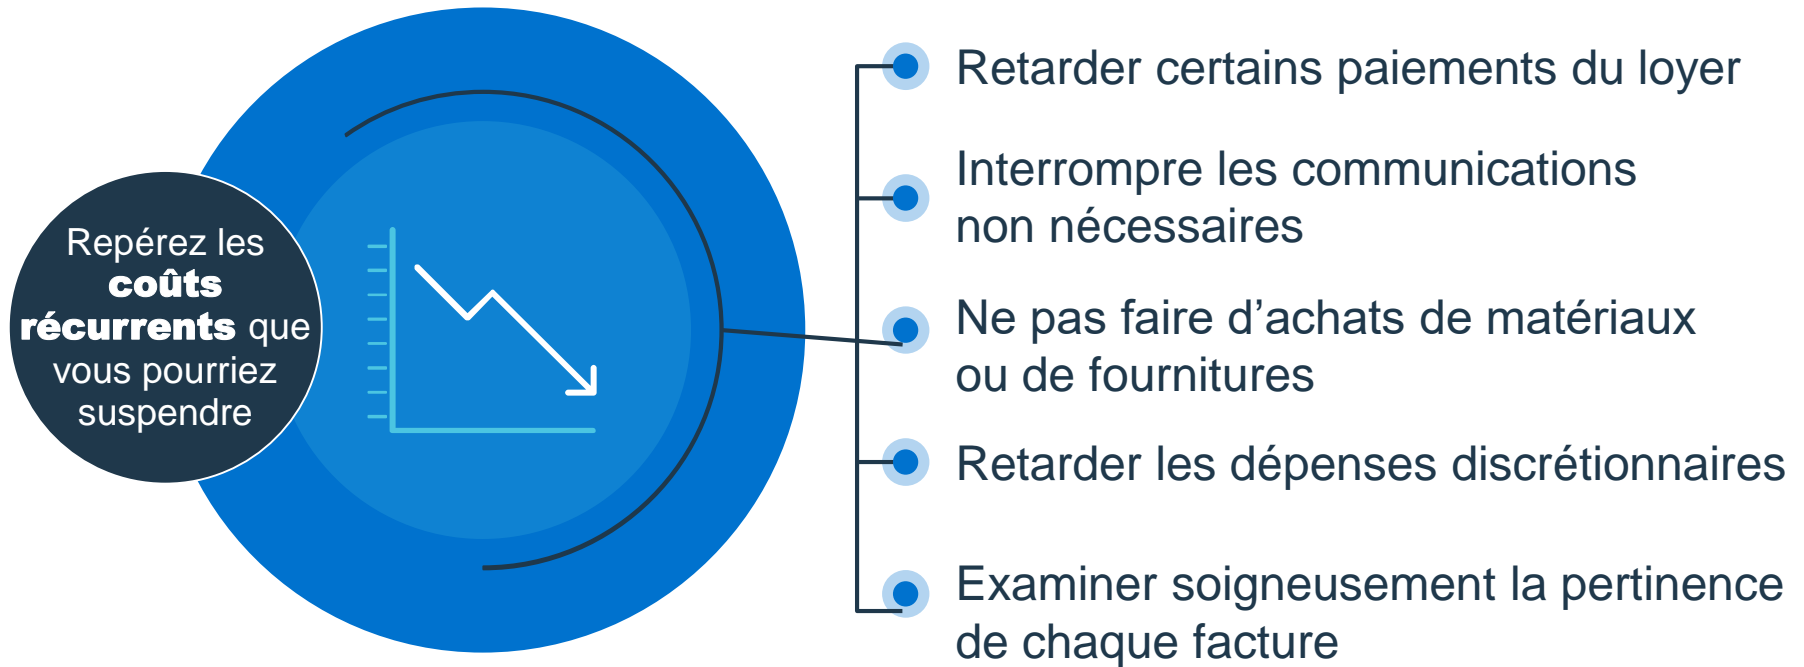 Repérez les
coûts
récurrents que
vous pourriez
suspendre
Retarder certains paiements du loyer
Interrompre les communications
non nécessaires
Ne pas faire d’achats de matériaux
ou de fournitures
Retarder les dépenses discrétionnaires
Examiner soigneusement la pertinence
de chaque facture